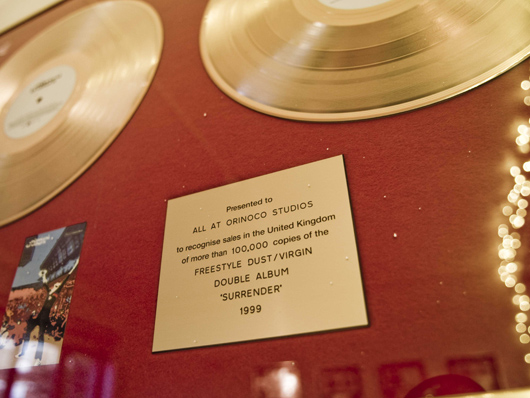 Presented to
ALL AT ORINOCO STUDIOS
to recognise sales in the United Kingdom
of more than 100,000 copies of the
FREESTYLE DUST/VIRGIN
DOUBLE ALBUM
"SURRENDER"
1999